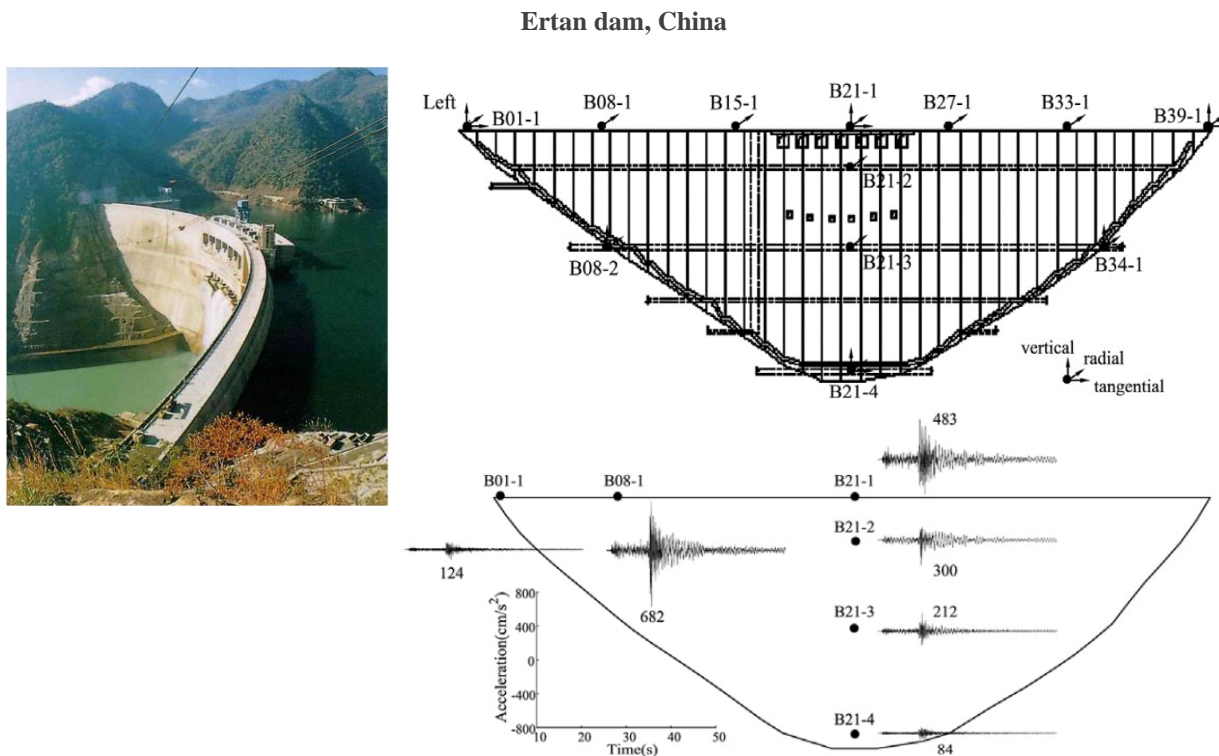 Ertan dam, China
Left
B01-1
B08-1
B15-1
B21-1
B27-1
B33-1
B39-1
B21-2
B08-2
B21-3
B34-1
B21-4
vertical
radial
tangential
483
B01-1
B08-1
B21-1
B21-2
124
300
682
B21-3
212
Acceleration(cm/s²)
800
400
0
-400
-800
10
20
30
40
50
Time(s)
B21-4
84